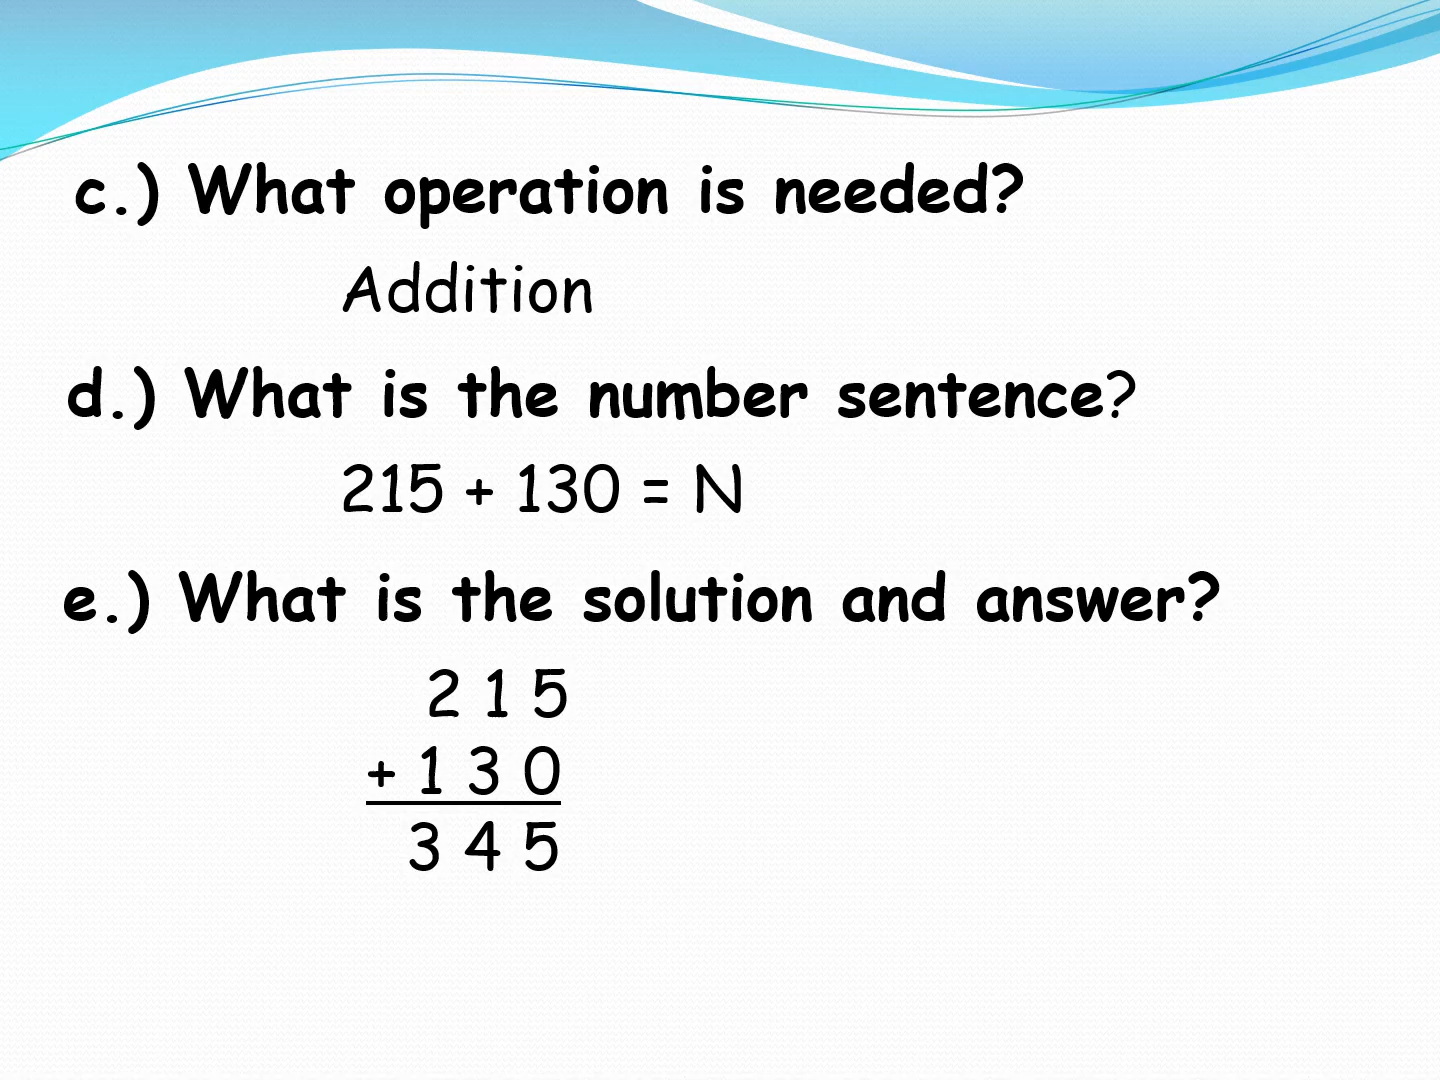 c.) What operation is needed?
Addition
d.) What is the number sentence?
215 + 130 = N
e.) What is the solution and answer?
2 1 5
+ 1 3 0
3 4 5